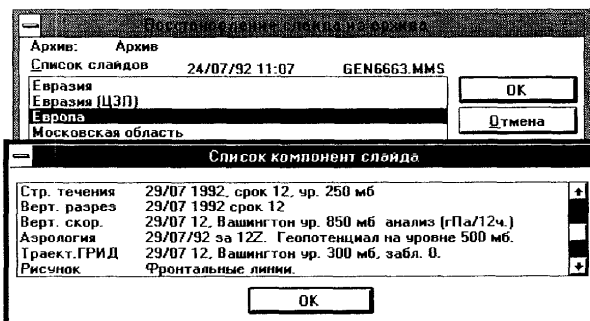 Восстановление слайда из архива
Архив: Архив
Список слайдов 24/07/92 11:07 GEN6663.MMS
Евразия
Евразия (ЦЗП)
Европа
Московская область
OK
Отмена
Список компонент слайда
Стр. течения 29/07 1992, срок 12, ур. 250 мб
Верт. разрез 29/07 1992 срок 12
Верт. скор. 29/07 12, Вашингтон ур. 850 мб анализ (гПа/12ч.)
Аэрология 29/07/92 за 12Z. Геопотенциал на уровне 500 мб.
Траект.ГРИД 29/07 12, Вашингтон ур. 300 мб, забл. 0.
Рисунок Фронтальные линии.
OK